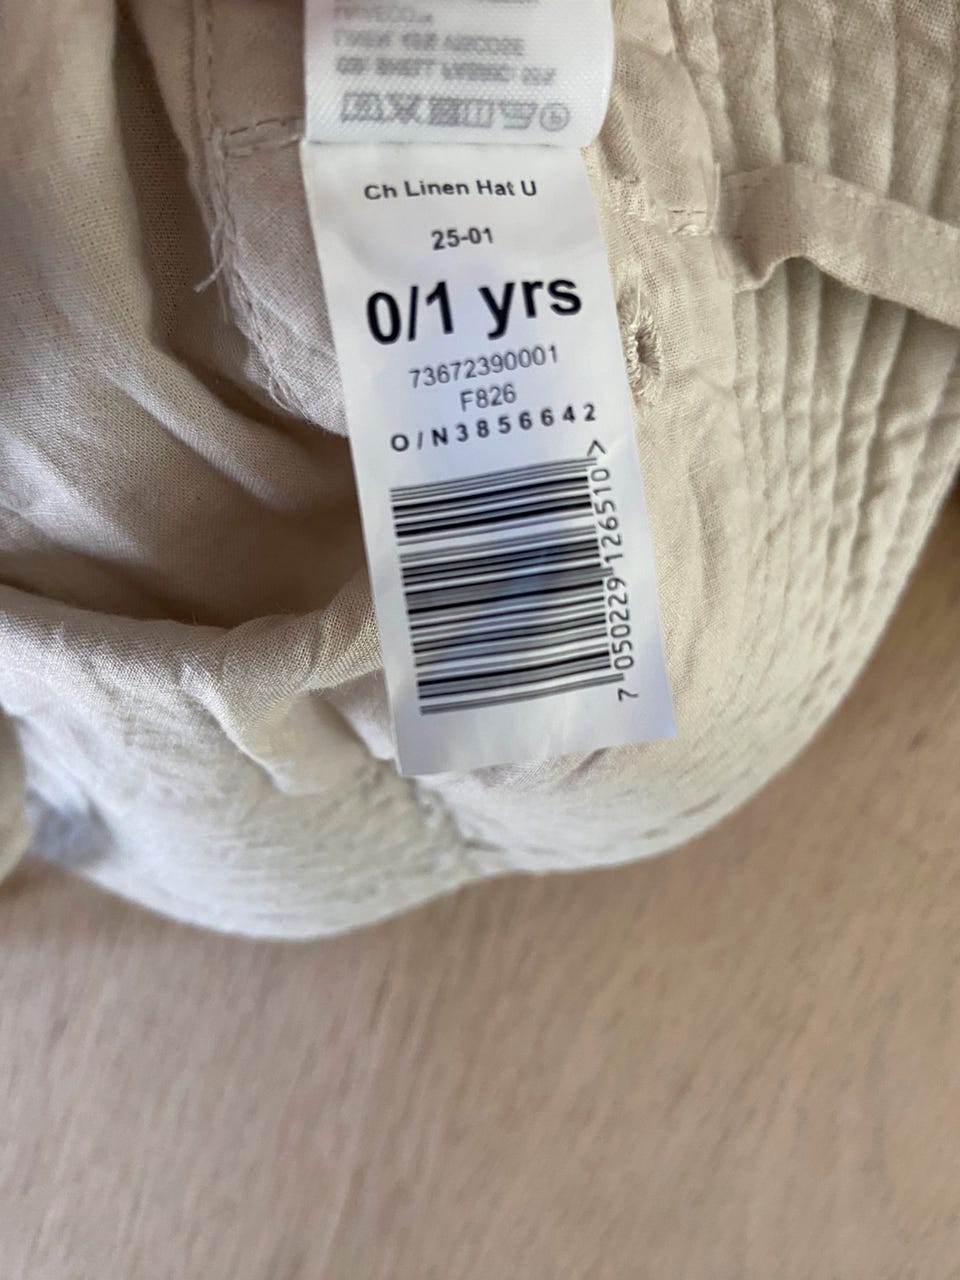 Ch Linen Hat U
25-01
0/1 yrs
73672390001
F826
O/N3856642
7 050229 126510 >